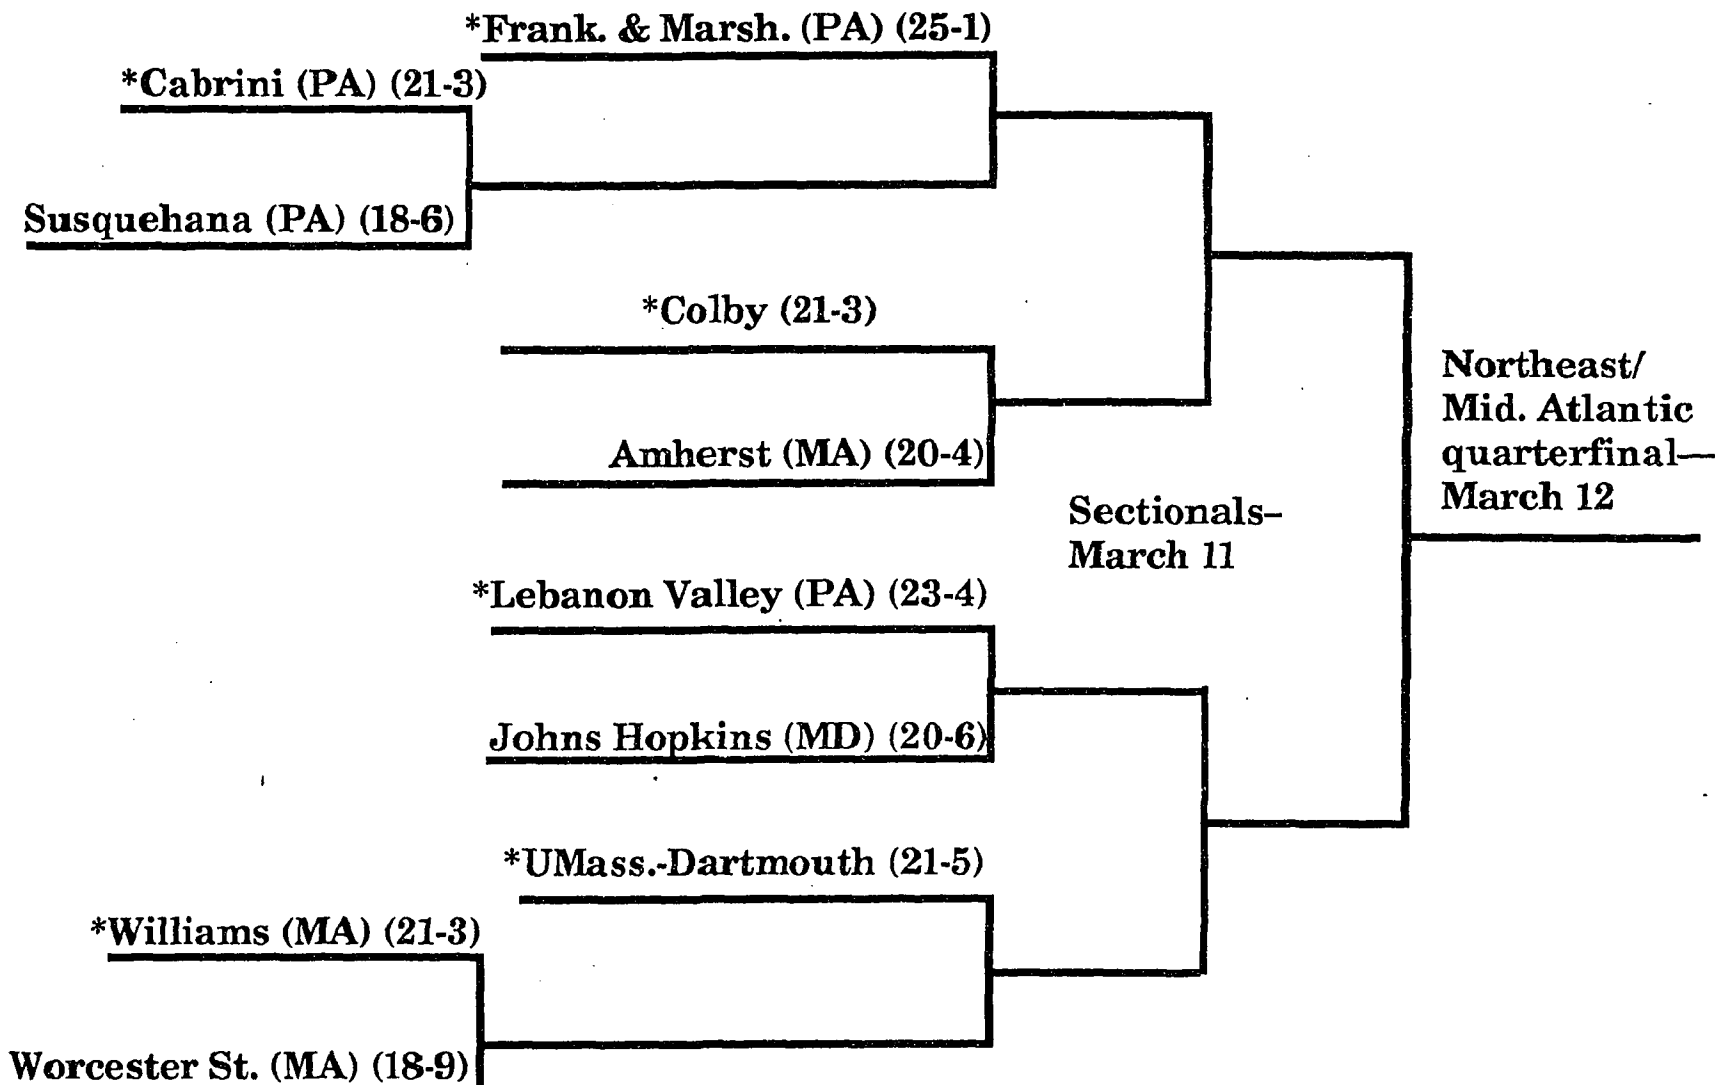 *Frank. & Marsh. (PA) (25-1)
*Cabrini (PA) (21-3)
Susquehana (PA) (18-6)
*Colby (21-3)
Amherst (MA) (20-4)
Northeast/
Mid. Atlantic
quarterfinal—
March 12
Sectionals–
March 11
*Lebanon Valley (PA) (23-4)
Johns Hopkins (MD) (20-6)
*UMass.-Dartmouth (21-5)
*Williams (MA) (21-3)
Worcester St. (MA) (18-9)